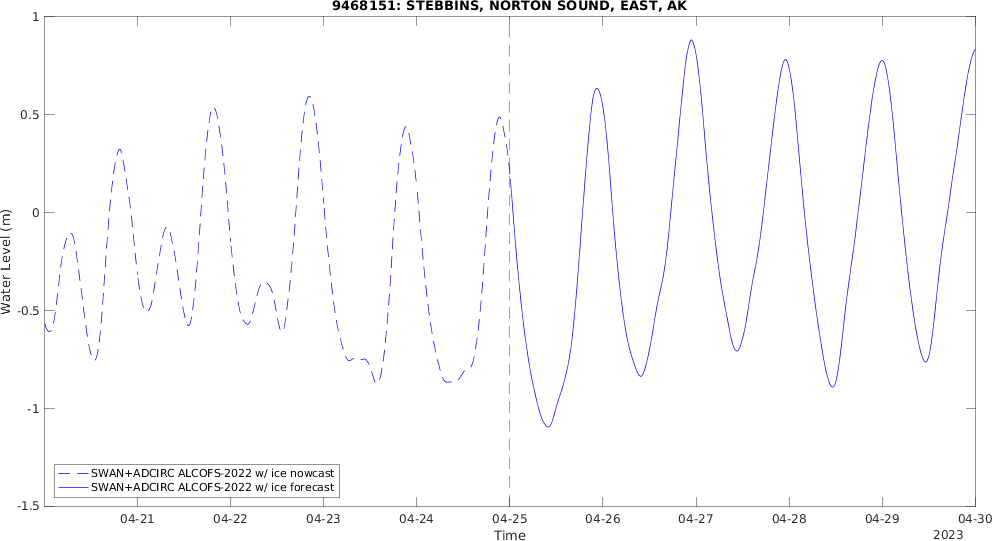 9468151: STEBBINS, NORTON SOUND, EAST, AK
1
0.5
0
-0.5
-1
-1.5
Water Level (m)
SWAN+ADCIRC ALCOFS-2022 w/ ice nowcast
SWAN+ADCIRC ALCOFS-2022 w/ ice forecast
04-21 04-22 04-23 04-24 04-25 04-26 04-27 04-28 04-29 04-30
Time
2023